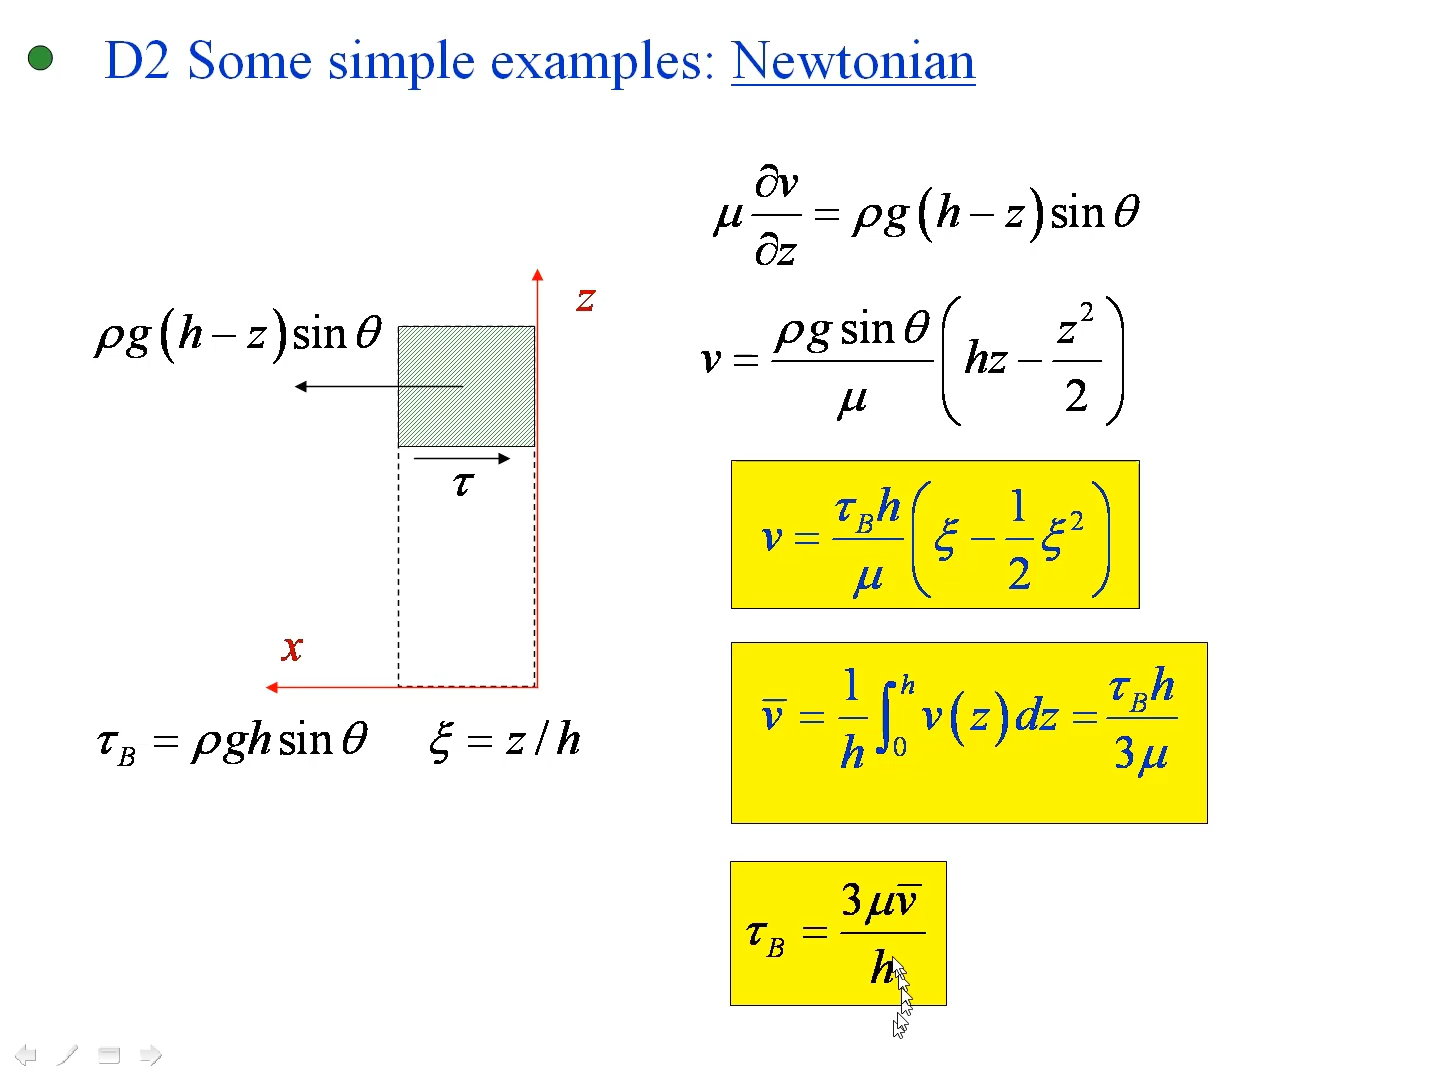 D2 Some simple examples: Newtonian
μ ∂v/∂z = ρg(h − z) sin θ
z
ρg(h − z) sin θ
v = ρg sin θ / μ (hz − z²/2)
τ
v = τ_B h / μ (ξ − 1/2 ξ²)
x
v̄ = 1/h ∫₀ʰ v(z) dz = τ_B h / 3μ
τ_B = ρgh sin θ ξ = z / h
τ_B = 3μv̄ / h